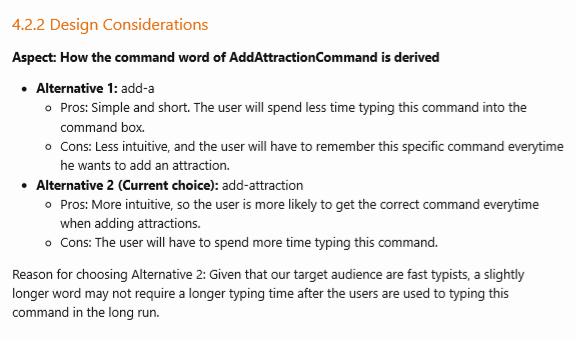 4.2.2 Design Considerations
Aspect: How the command word of AddAttractionCommand is derived
• Alternative 1: add-a
○ Pros: Simple and short. The user will spend less time typing this command into the
command box.
○ Cons: Less intuitive, and the user will have to remember this specific command everytime
he wants to add an attraction.
• Alternative 2 (Current choice): add-attraction
○ Pros: More intuitive, so the user is more likely to get the correct command everytime
when adding attractions.
○ Cons: The user will have to spend more time typing this command.
Reason for choosing Alternative 2: Given that our target audience are fast typists, a slightly
longer word may not require a longer typing time after the users are used to typing this
command in the long run.